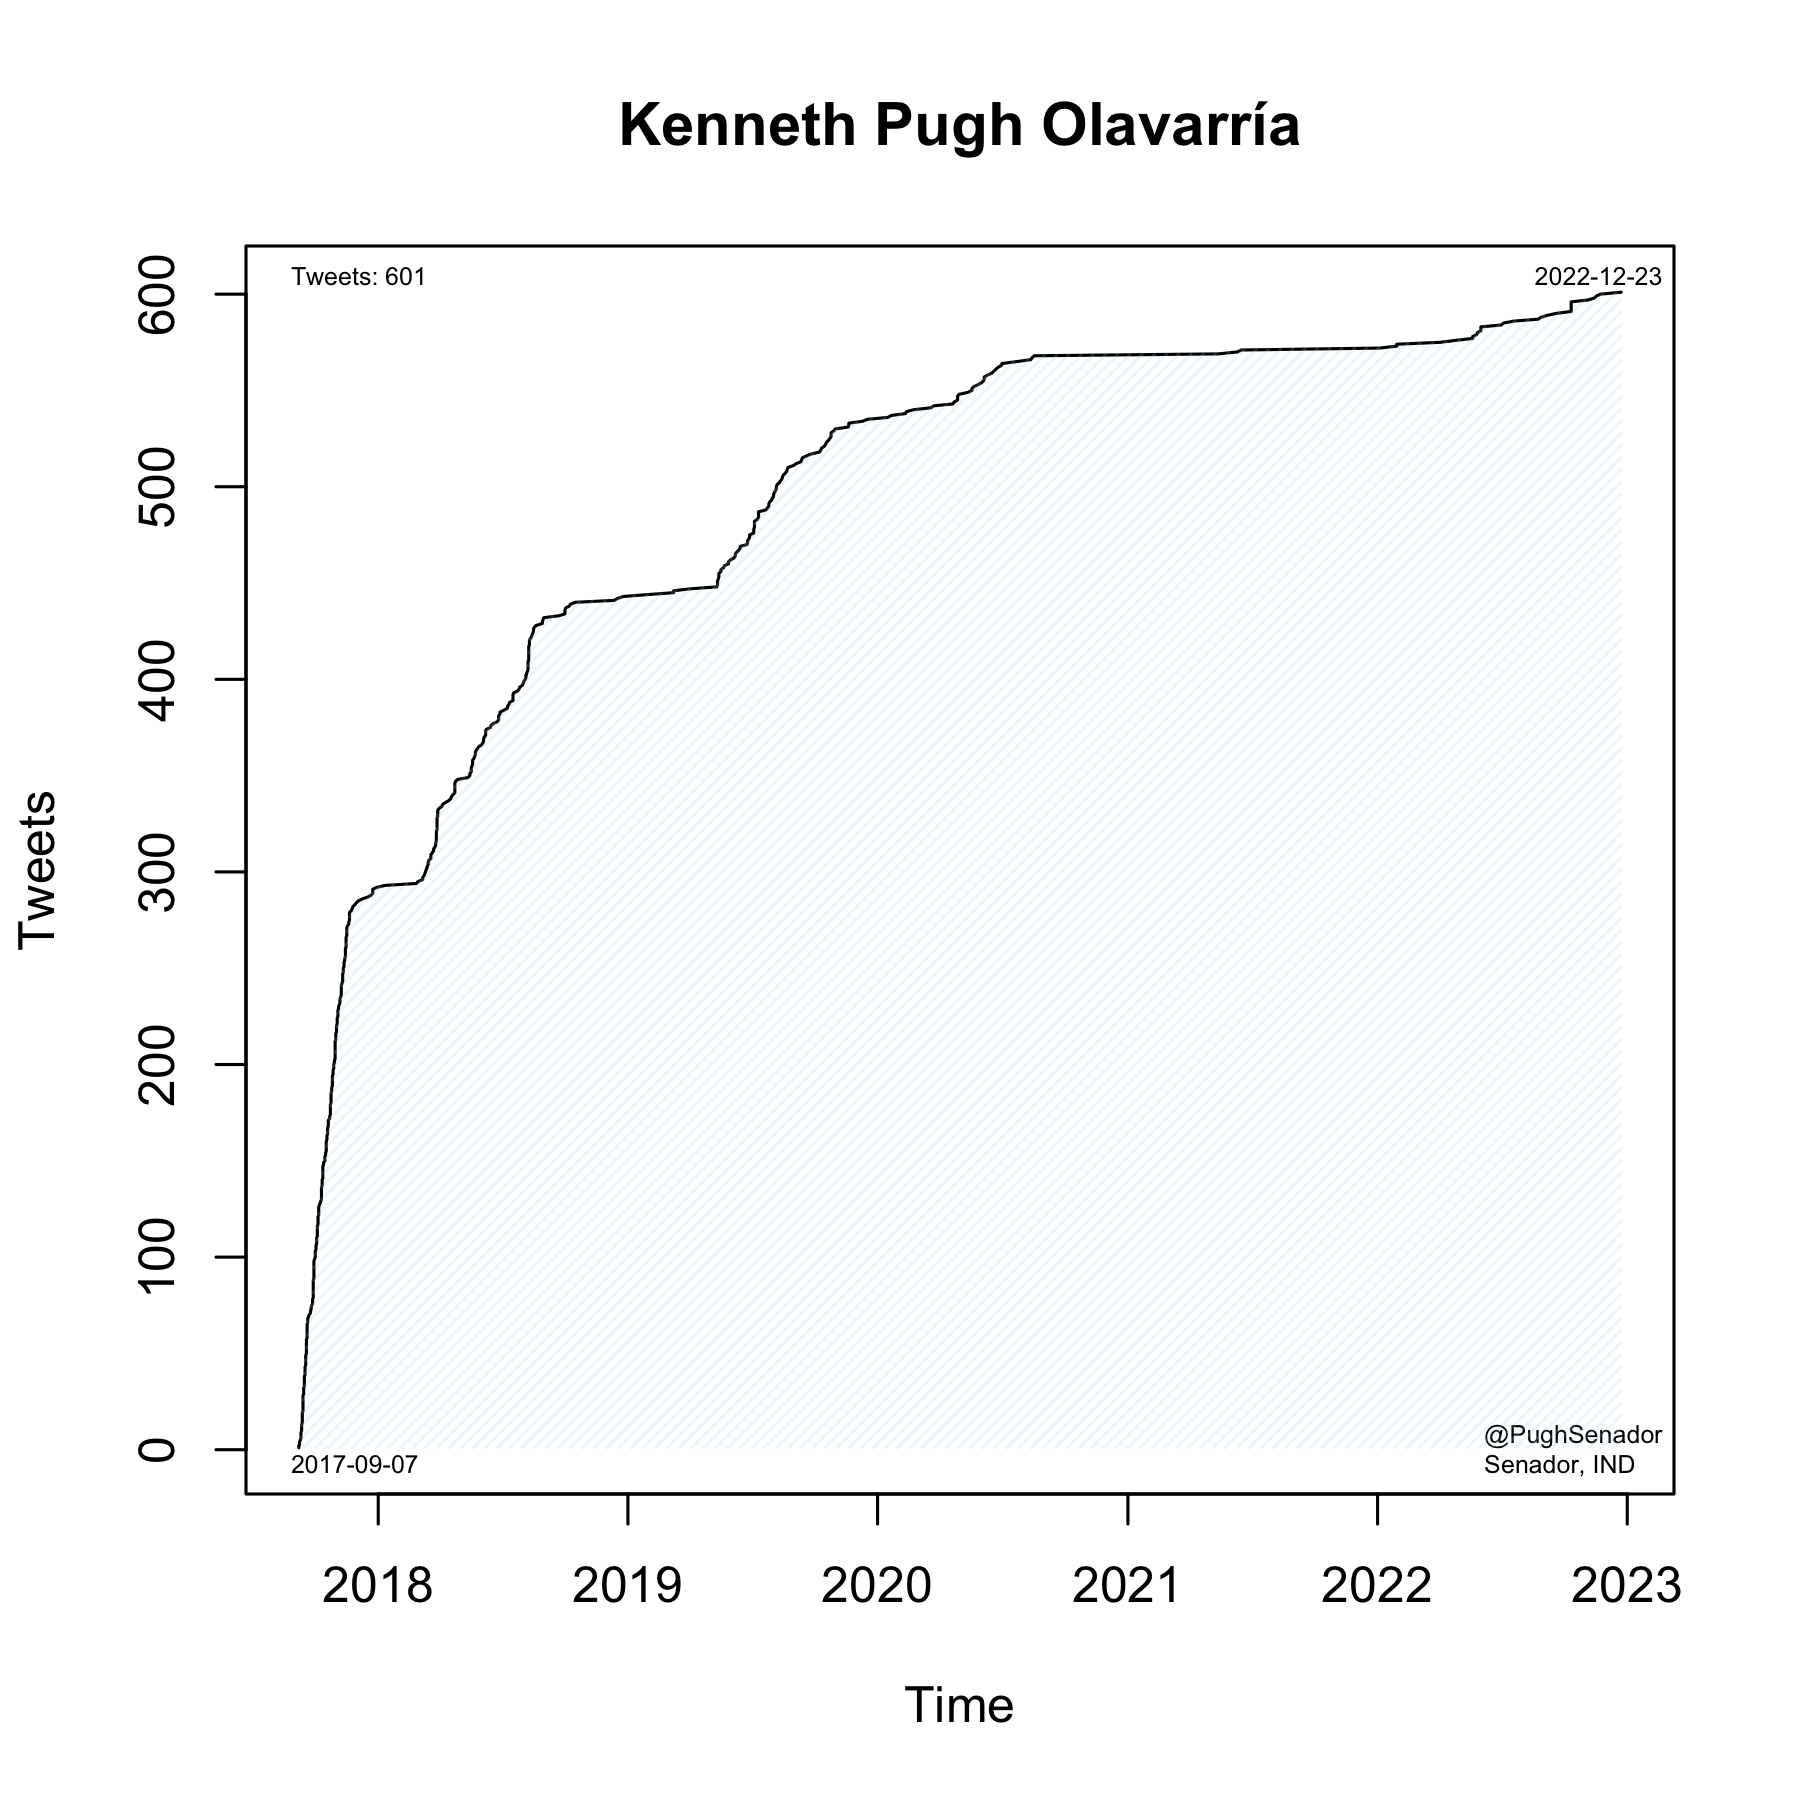 Kenneth Pugh Olavarría
Tweets: 601
2022-12-23
600
500
400
300
200
100
0
Tweets
2017-09-07
@PughSenador
Senador, IND
2018 2019 2020 2021 2022 2023
Time